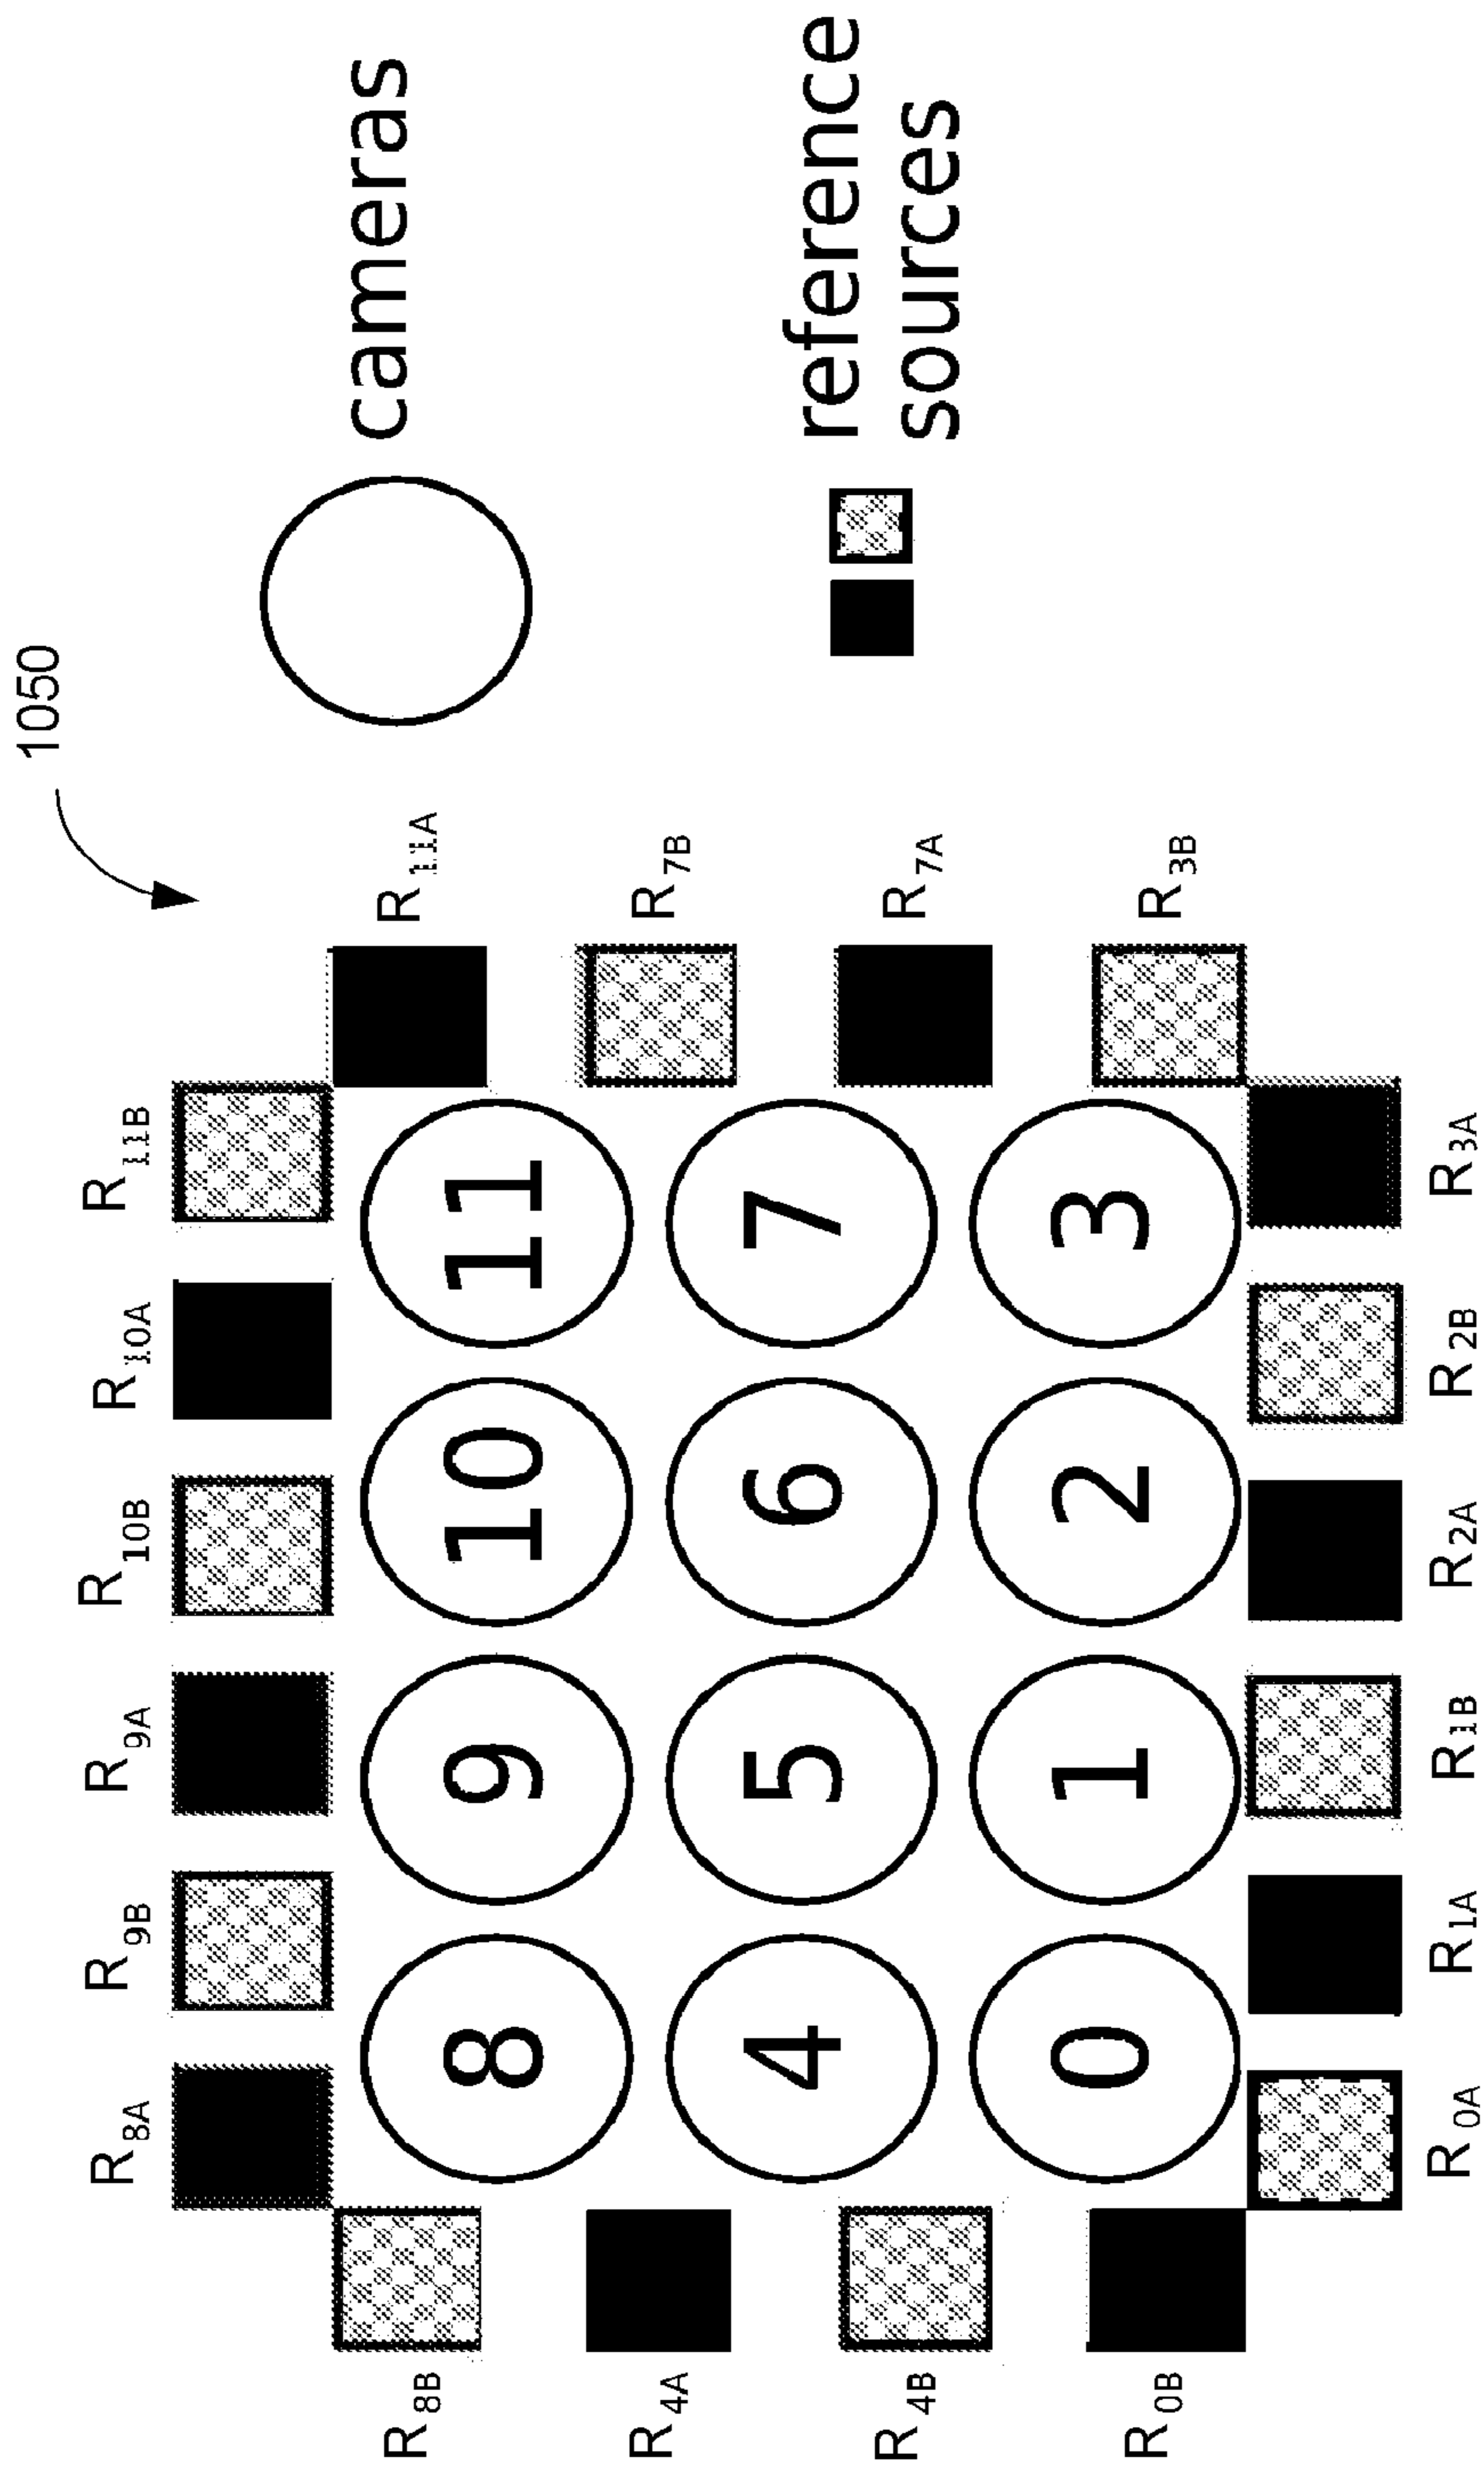 1050
R8A R9B R9A R10B R10A R11B
R8B R11A
cameras
8 9 10 11
R4A R7B
4 5 6 7
reference
sources
R4B R7A
0 1 2 3
R0B R3B
R0A R1A R1B R2A R2B R3A